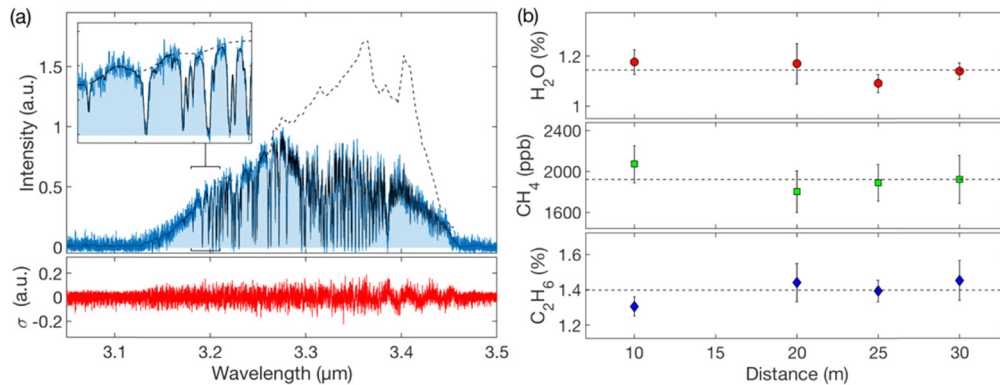 (a)
1.5
1
0.5
0
Intensity (a.u.)
0.2
0
-0.2
σ (a.u.)
3.1 3.2 3.3 3.4 3.5
Wavelength (µm)
(b)
1.2
1
H2O (%)
2400
2000
1600
CH4 (ppb)
1.6
1.4
1.2
C2H6 (%)
10 15 20 25 30
Distance (m)